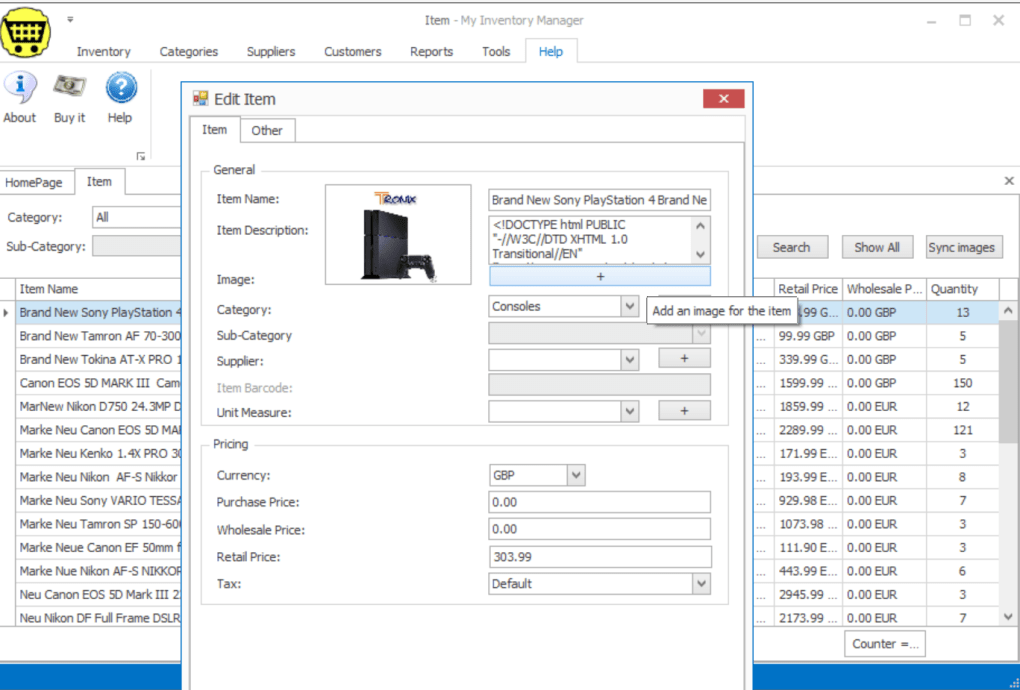 Item - My Inventory Manager
Inventory Categories Suppliers Customers Reports Tools Help
About Buy it Help
HomePage Item
Category: All
Sub-Category:
Search Show All Sync images
Edit Item
Item Other
General
Item Name: Brand New Sony PlayStation 4 Brand Ne
TRONIX
Item Description: <!DOCTYPE html PUBLIC
"-//W3C//DTD XHTML 1.0
Transitional//EN"
Image: +
Category: Consoles
Add an image for the item
Sub-Category
Supplier: +
Item Barcode:
Unit Measure: +
Pricing
Currency: GBP
Purchase Price: 0.00
Wholesale Price: 0.00
Retail Price: 303.99
Tax: Default
Item Name Retail Price Wholesale P... Quantity
Brand New Sony PlayStation 4 .99 G... 0.00 GBP 13
Brand New Tamron AF 70-300 ... 99.99 GBP 0.00 GBP 5
Brand New Tokina AT-X PRO 1 ... 339.99 G... 0.00 GBP 5
Canon EOS 5D MARK III Cam ... 1599.99 ... 0.00 GBP 150
MarNew Nikon D750 24.3MP D ... 1859.99 ... 0.00 EUR 12
Marke Neu Canon EOS 5D MA ... 2289.99 ... 0.00 EUR 121
Marke Neu Kenko 1.4X PRO 30 ... 171.99 E... 0.00 EUR 3
Marke Neu Nikon AF-S Nikkor ... 193.99 E... 0.00 EUR 8
Marke Neu Sony VARIO TESSA ... 929.98 E... 0.00 EUR 7
Marke Neu Tamron SP 150-60 ... 1073.98 ... 0.00 EUR 3
Marke Neue Canon EF 50mm f ... 111.90 E... 0.00 EUR 3
Marke Nue Nikon AF-S NIKKOR ... 443.99 E... 0.00 EUR 6
Neu Canon EOS 5D Mark III 2 ... 2945.99 ... 0.00 EUR 3
Neu Nikon DF Full Frame DSLR ... 2173.99 ... 0.00 EUR 7
Counter =...